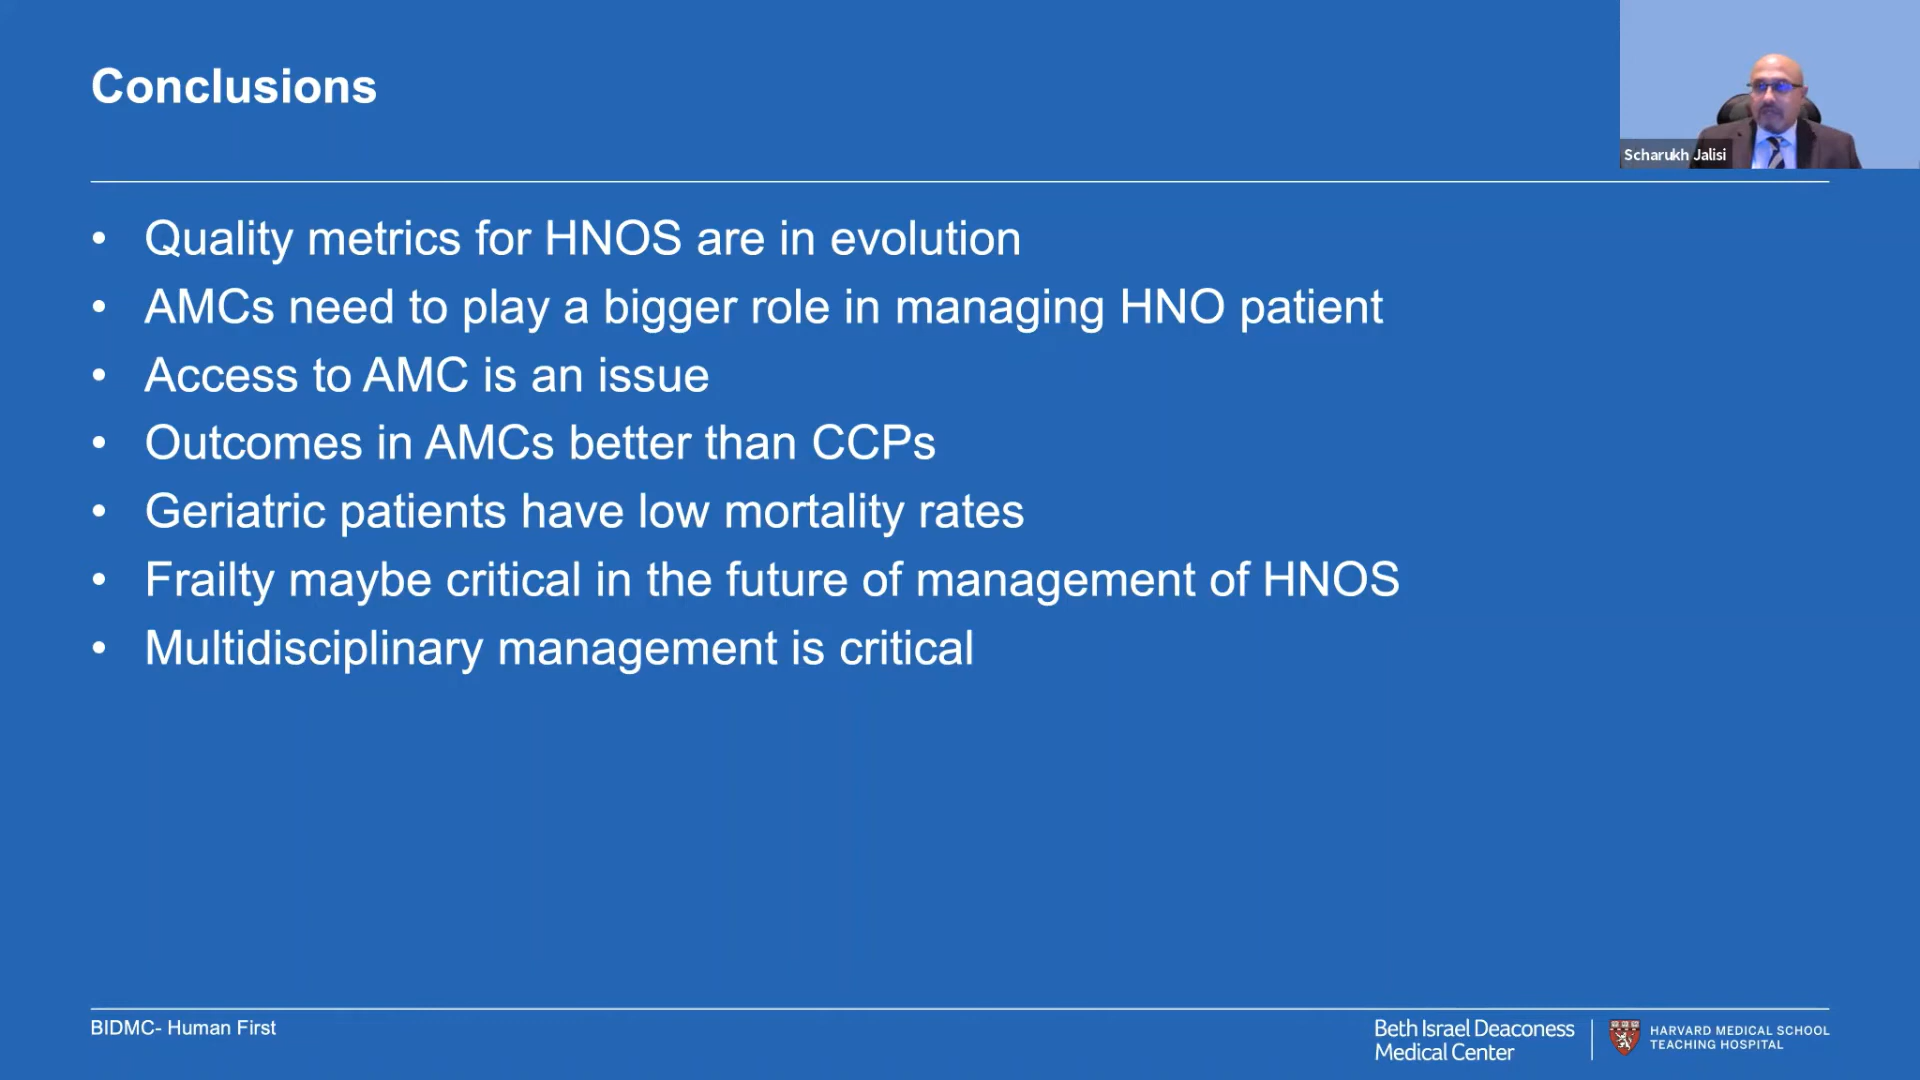 Conclusions
Scharukh Jalisi
• Quality metrics for HNOS are in evolution
• AMCs need to play a bigger role in managing HNO patient
• Access to AMC is an issue
• Outcomes in AMCs better than CCPs
• Geriatric patients have low mortality rates
• Frailty maybe critical in the future of management of HNOS
• Multidisciplinary management is critical
BIDMC- Human First
Beth Israel Deaconess
Medical Center
HARVARD MEDICAL SCHOOL
TEACHING HOSPITAL